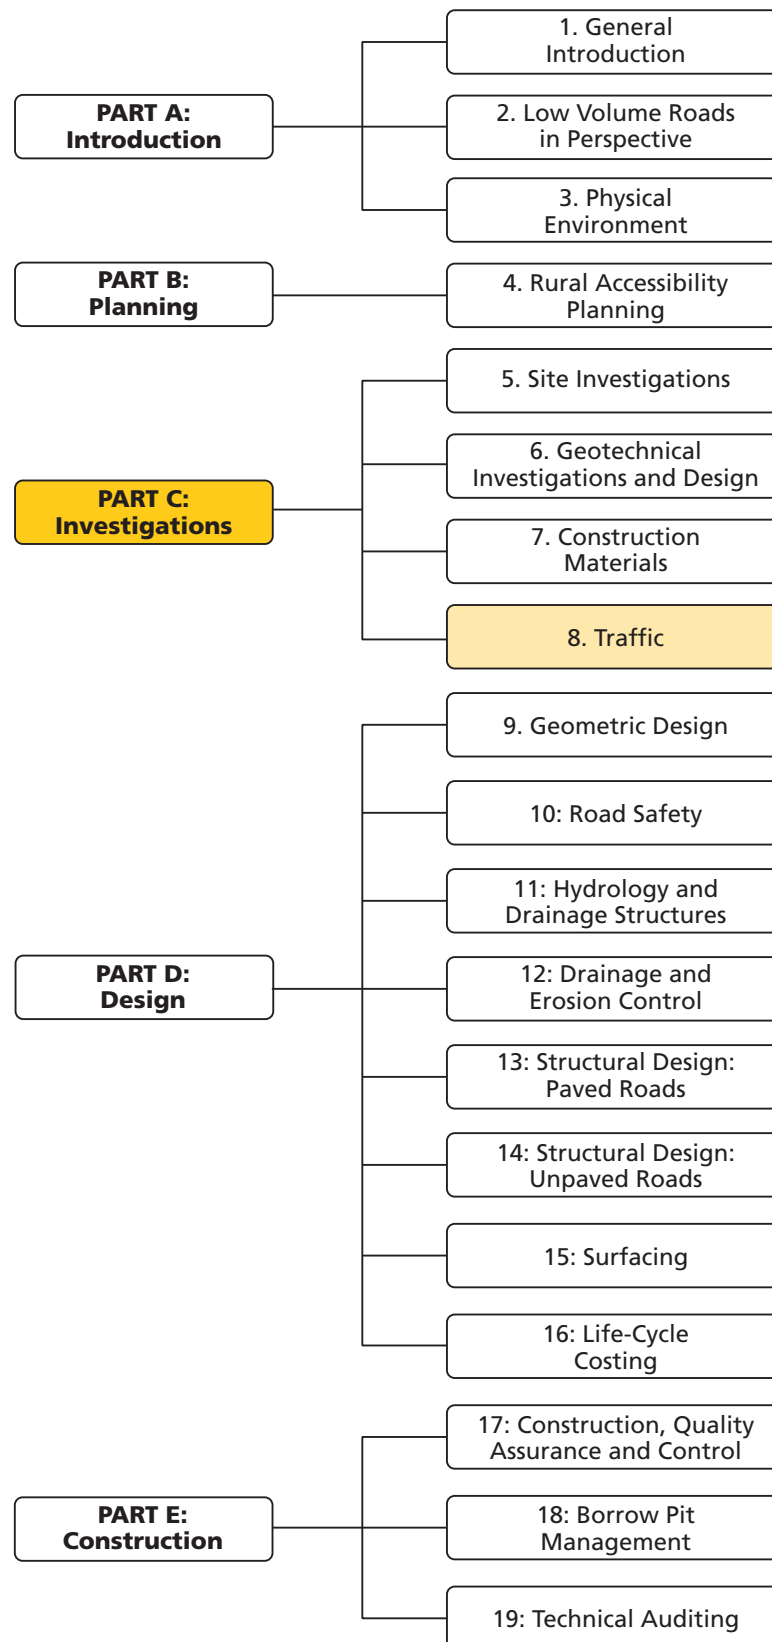 PART A:
Introduction
1. General
Introduction
2. Low Volume Roads
in Perspective
3. Physical
Environment
PART B:
Planning
4. Rural Accessibility
Planning
PART C:
Investigations
5. Site Investigations
6. Geotechnical
Investigations and Design
7. Construction
Materials
8. Traffic
PART D:
Design
9. Geometric Design
10: Road Safety
11: Hydrology and
Drainage Structures
12: Drainage and
Erosion Control
13: Structural Design:
Paved Roads
14: Structural Design:
Unpaved Roads
15: Surfacing
16: Life-Cycle
Costing
PART E:
Construction
17: Construction, Quality
Assurance and Control
18: Borrow Pit
Management
19: Technical Auditing